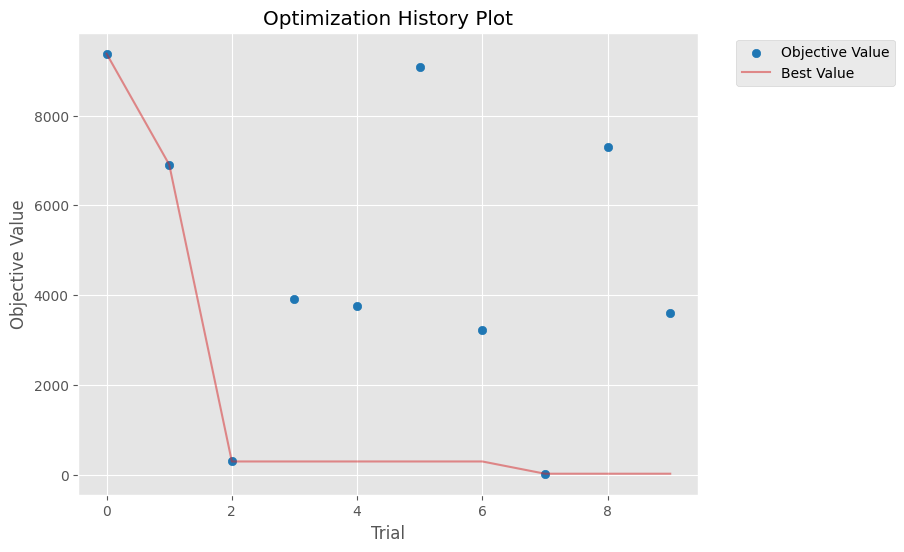 Optimization History Plot
Objective Value
Best Value
Objective Value
8000
6000
4000
2000
0
0
2
4
6
8
Trial